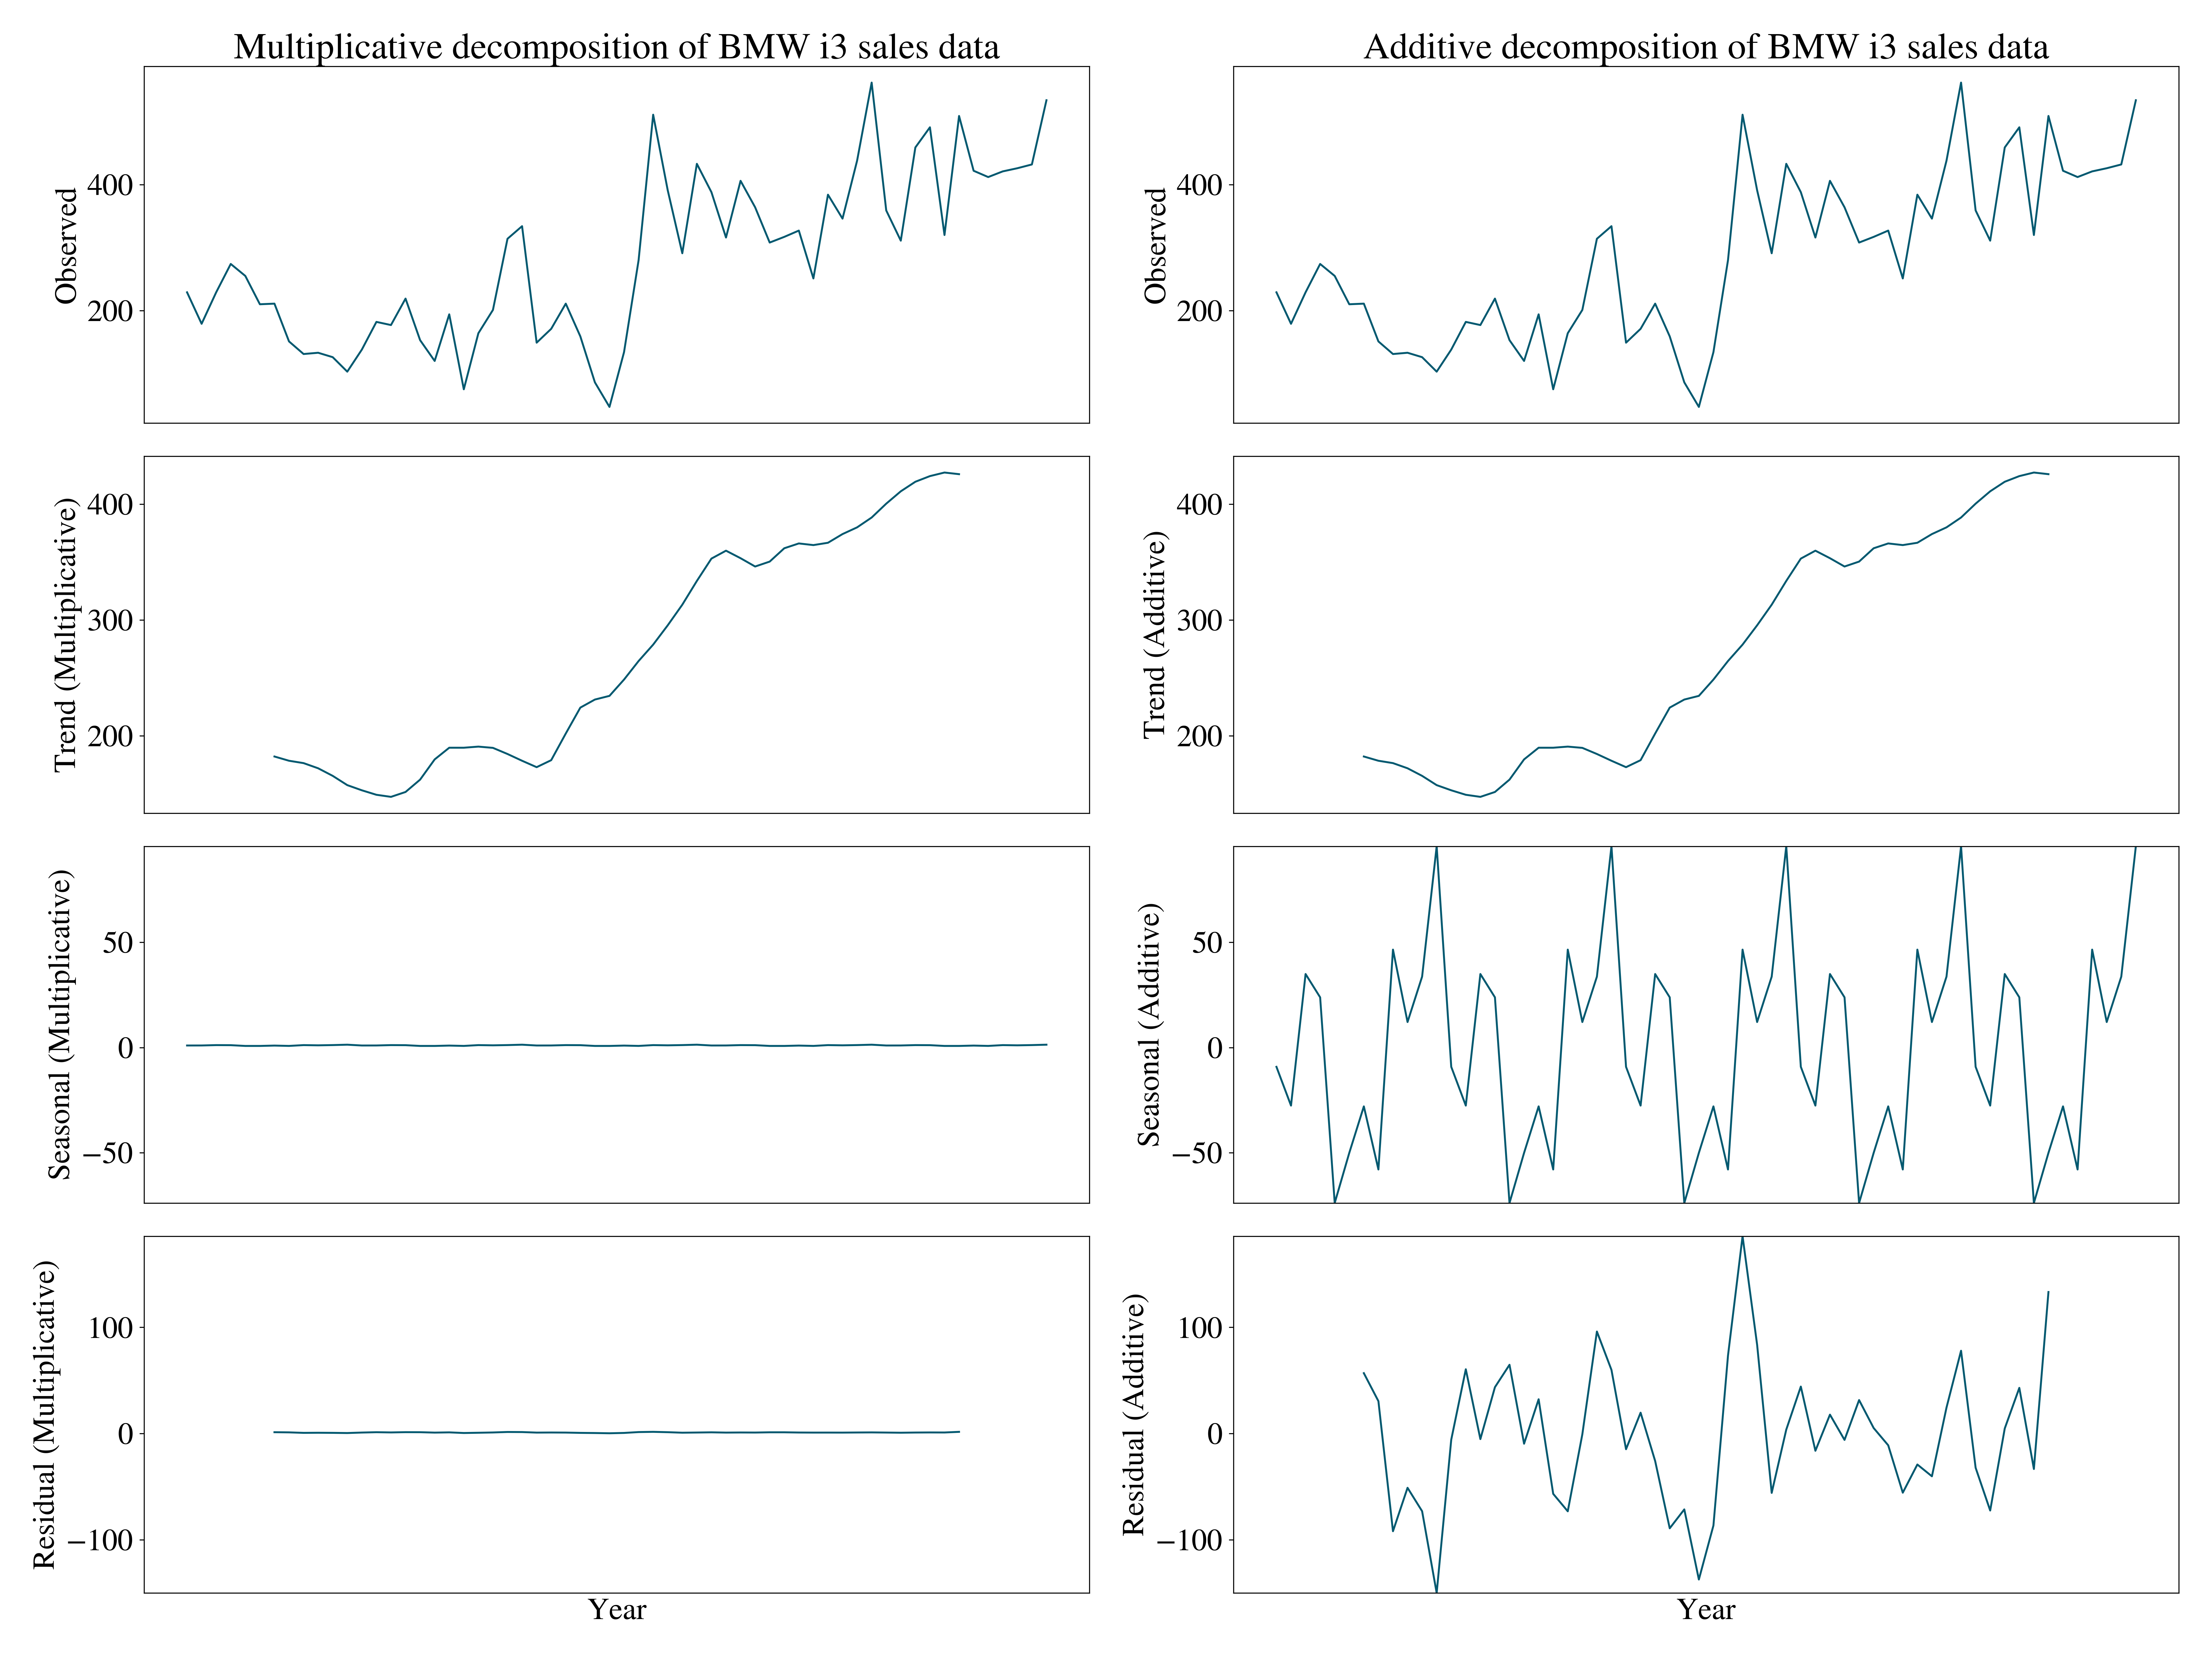 Multiplicative decomposition of BMW i3 sales data
Observed
400
200
Trend (Multiplicative)
400
300
200
Seasonal (Multiplicative)
50
0
−50
Residual (Multiplicative)
100
0
−100
Year
Additive decomposition of BMW i3 sales data
Observed
400
200
Trend (Additive)
400
300
200
Seasonal (Additive)
50
0
−50
Residual (Additive)
100
0
−100
Year